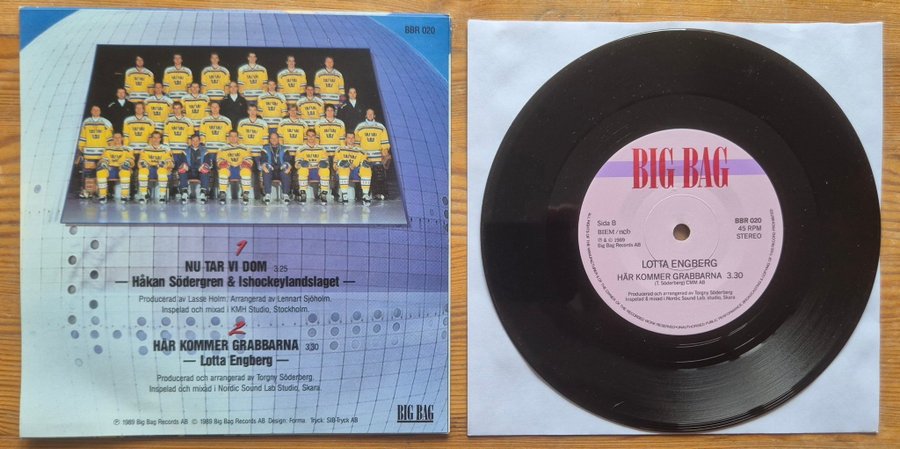 BBR 020
1
NU TAR VI DOM 3.25
— Håkan Södergren & Ishockeylandslaget —
Producerad av Lasse Holm. Arrangerad av Lennart Sjöholm.
Inspelad och mixad i KMH Studio, Stockholm.
2
HÄR KOMMER GRABBARNA 3.30
— Lotta Engberg —
Producerad och arrangerad av Torgny Söderberg.
Inspelad och mixad i Nordic Sound Lab Studio, Skara.
℗ 1989 Big Bag Records AB © 1989 Big Bag Records AB Design: Forma Tryck: SIB-Tryck AB
BIG BAG
BIG BAG
Sida B
BIEM / ncb
℗ & © 1989
Big Bag Records AB
BBR 020
45 RPM
STEREO
LOTTA ENGBERG
HÄR KOMMER GRABBARNA 3.30
(T. Söderberg) CMM AB
Producerad och arrangerad av Torgny Söderberg
Inspelad & mixad i Nordic Sound Lab. studio, Skara